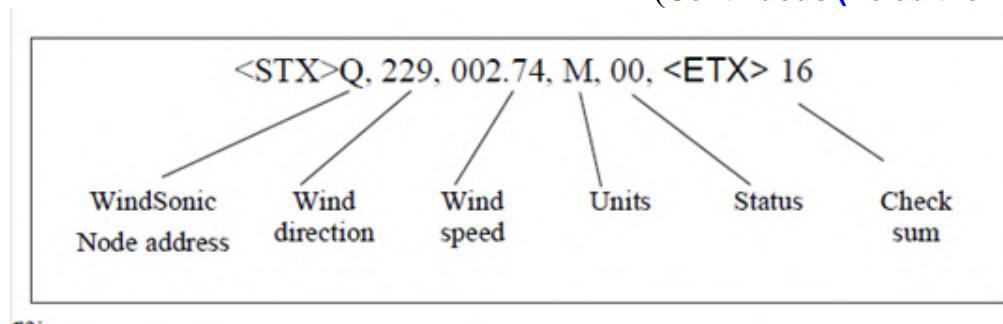 <STX>Q, 229, 002.74, M, 00, <ETX> 16
WindSonic Wind Wind Units Status Check
Node address direction speed sum